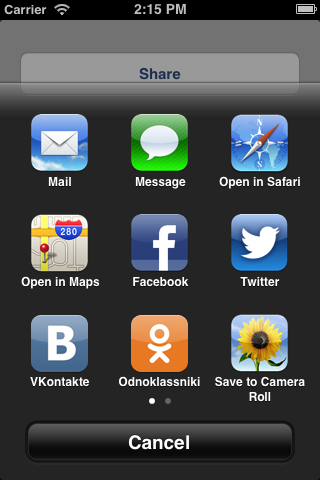 Carrier 2:15 PM
Share
Mail Message Open in Safari
280
Open in Maps Facebook Twitter
VKontakte Odnoklassniki Save to Camera
Roll
Cancel